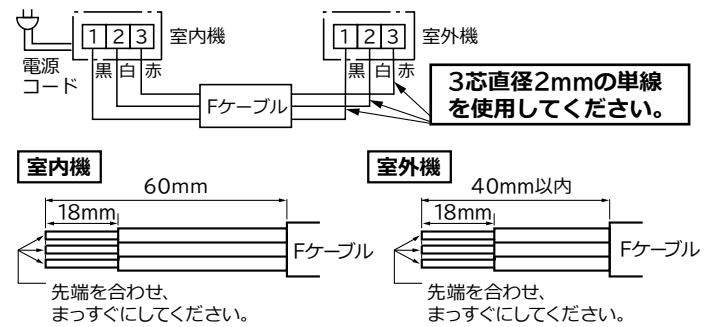 1 2 3 室内機
1 2 3 室外機
電源
コード
黒 白 赤
黒 白 赤
Fケーブル
3芯直径2mmの単線
を使用してください。
室内機
60mm
18mm
Fケーブル
先端を合わせ、
まっすぐにしてください。
室外機
40mm以内
18mm
Fケーブル
先端を合わせ、
まっすぐにしてください。